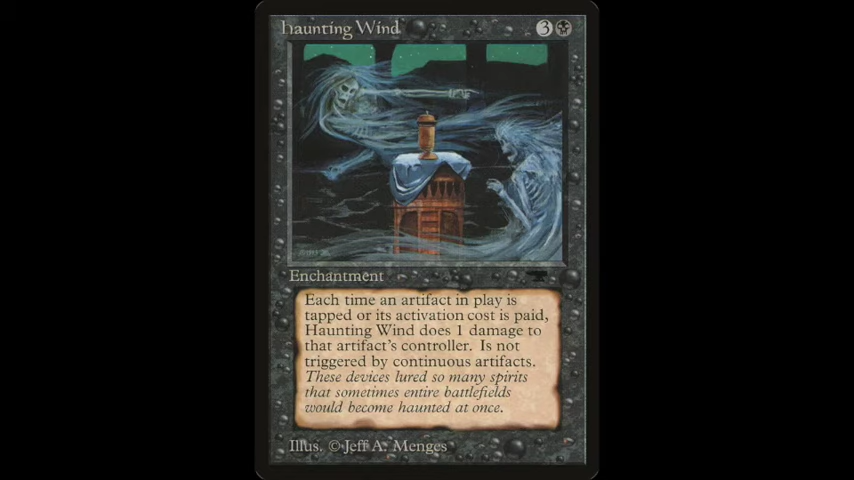 Haunting Wind 3
Enchantment
Each time an artifact in play is
tapped or its activation cost is paid,
Haunting Wind does 1 damage to
that artifact's controller. Is not
triggered by continuous artifacts.
These devices lured so many spirits
that sometimes entire battlefields
would become haunted at once.
Illus. © Jeff A. Menges